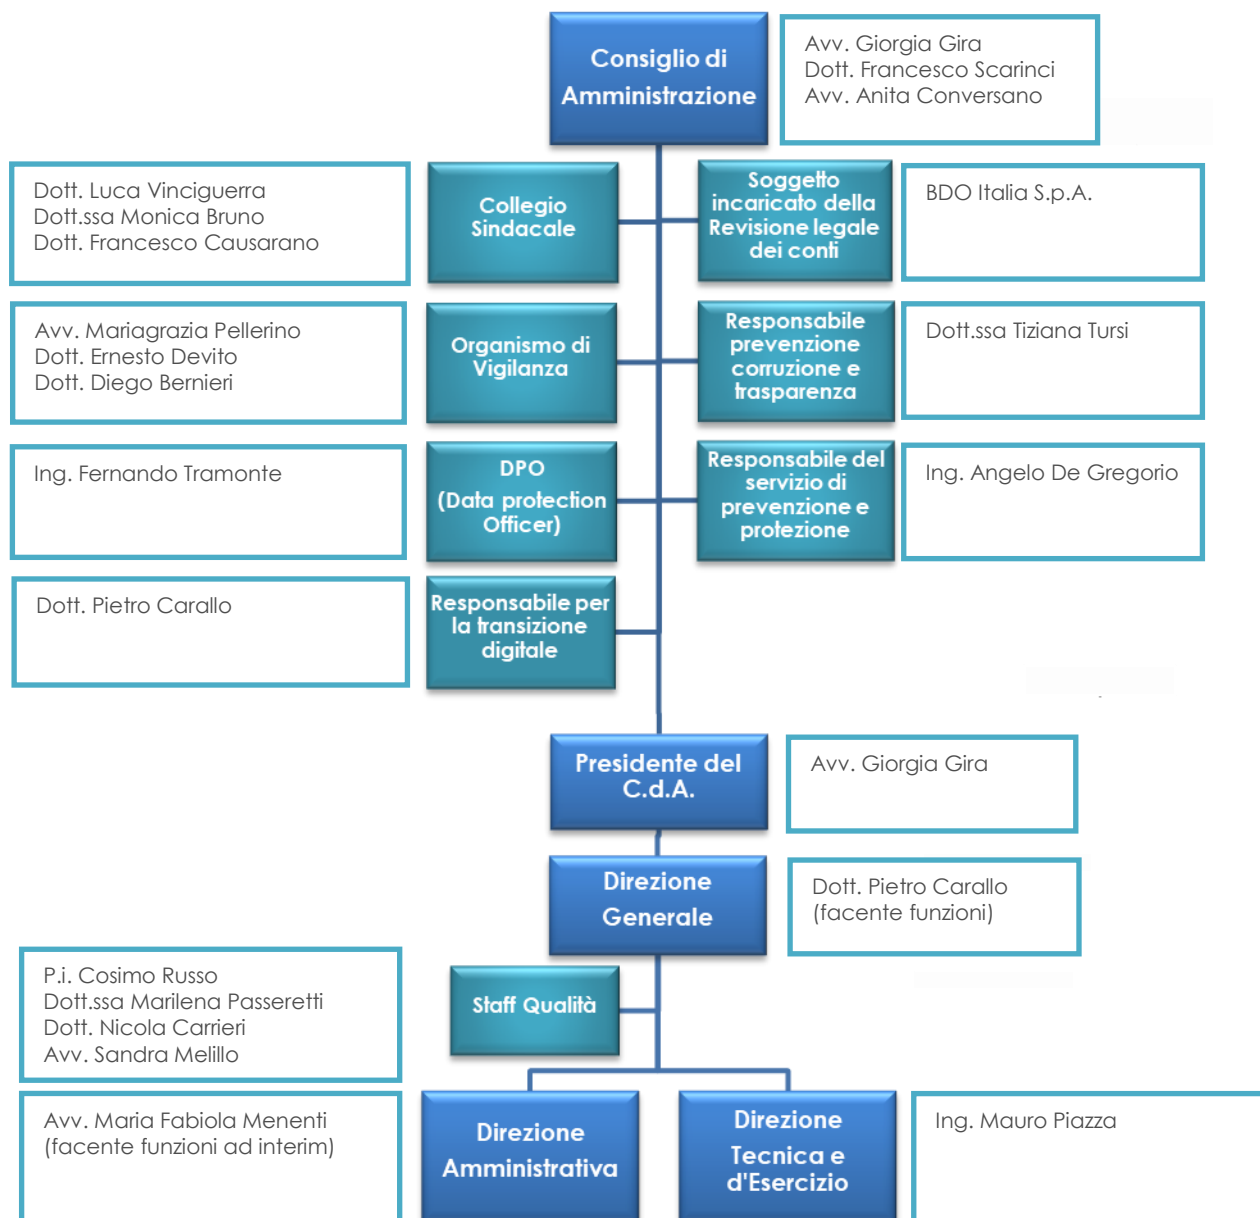 Consiglio di
Amministrazione
Avv. Giorgia Gira
Dott. Francesco Scarinci
Avv. Anita Conversano
Dott. Luca Vinciguerra
Dott.ssa Monica Bruno
Dott. Francesco Causarano
Collegio
Sindacale
Soggetto
incaricato della
Revisione legale
dei conti
BDO Italia S.p.A.
Avv. Mariagrazia Pellerino
Dott. Ernesto Devito
Dott. Diego Bernieri
Organismo di
Vigilanza
Responsabile
prevenzione
corruzione e
trasparenza
Dott.ssa Tiziana Tursi
Ing. Fernando Tramonte
DPO
(Data protection
Officer)
Responsabile del
servizio di
prevenzione e
protezione
Ing. Angelo De Gregorio
Dott. Pietro Carallo
Responsabile per
la transizione
digitale
Presidente del
C.d.A.
Avv. Giorgia Gira
Direzione
Generale
Dott. Pietro Carallo
(facente funzioni)
P.i. Cosimo Russo
Dott.ssa Marilena Passeretti
Dott. Nicola Carrieri
Avv. Sandra Melillo
Staff Qualità
Avv. Maria Fabiola Menenti
(facente funzioni ad interim)
Direzione
Amministrativa
Direzione
Tecnica e
d'Esercizio
Ing. Mauro Piazza